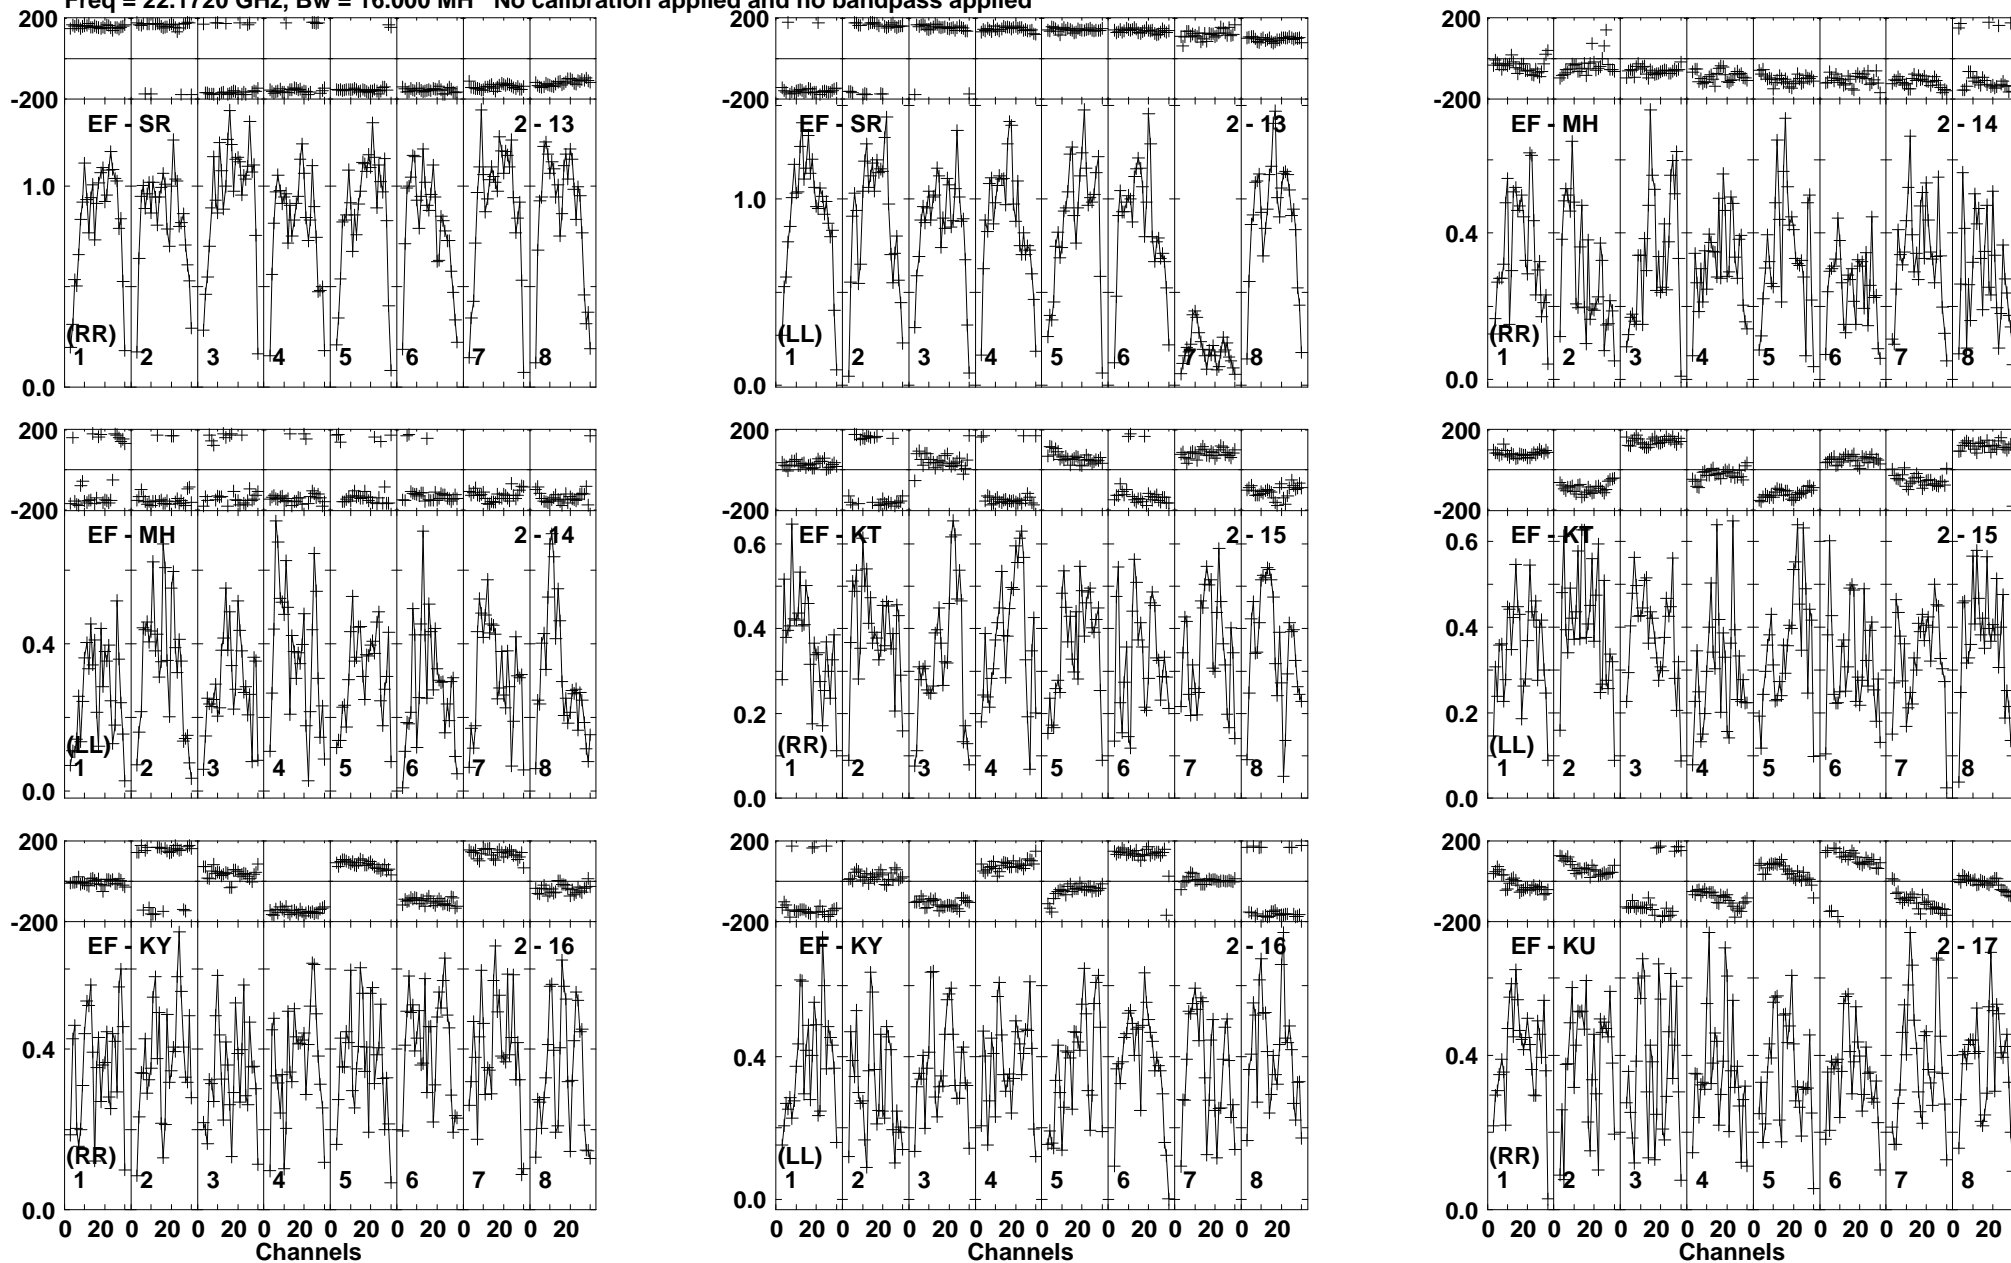 Freq = 22.1720 GHz, Bw = 16.000 MH No calibration applied and no bandpass applied
200 200 200
-200 -200 -200
EF - SR 2 - 13 EF - SR 2 - 13 EF - MH 2 - 14
1.0 1.0 0.4
(RR) (LL) (RR)
1 2 3 4 5 6 7 8 1 2 3 4 5 6 7 8 1 2 3 4 5 6 7 8
0.0 0.0 0.0
200 200 200
-200 -200 -200
EF - MH 2 - 14 EF - KT 2 - 15 EF - KT 2 - 15
0.6 0.6
0.4 0.4 0.4
0.2 0.2
(LL) (RR) (LL)
1 2 3 4 5 6 7 8 1 2 3 4 5 6 7 8 1 2 3 4 5 6 7 8
0.0 0.0 0.0
200 200 200
-200 -200 -200
EF - KY 2 - 16 EF - KY 2 - 16 EF - KU 2 - 17
0.4 0.4 0.4
(RR) (LL) (RR)
1 2 3 4 5 6 7 8 1 2 3 4 5 6 7 8 1 2 3 4 5 6 7 8
0.0 0.0 0.0
0 20 0 20 0 20 0 20 0 20 0 20 0 20 0 20 0 20 0 20 0 20 0 20 0 20 0 20 0 20 0 20 0 20 0 20 0 20 0 20 0 20 0 20 0 20 0 20
Channels Channels Channels